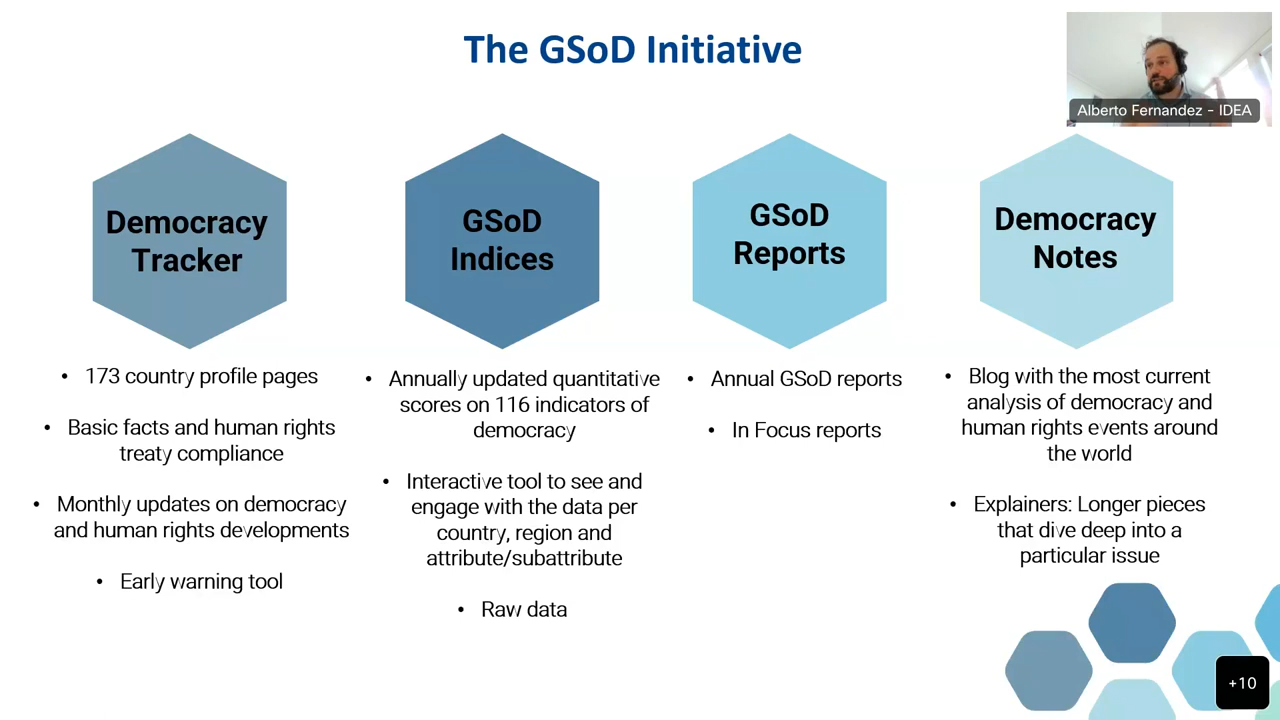 The GSoD Initiative
Alberto Fernandez - IDEA
Democracy
Tracker
• 173 country profile pages
• Basic facts and human rights
treaty compliance
• Monthly updates on democracy
and human rights developments
• Early warning tool
GSoD
Indices
• Annually updated quantitative
scores on 116 indicators of
democracy
• Interactive tool to see and
engage with the data per
country, region and
attribute/subattribute
• Raw data
GSoD
Reports
• Annual GSoD reports
• In Focus reports
Democracy
Notes
• Blog with the most current
analysis of democracy and
human rights events around
the world
• Explainers: Longer pieces
that dive deep into a
particular issue
+10